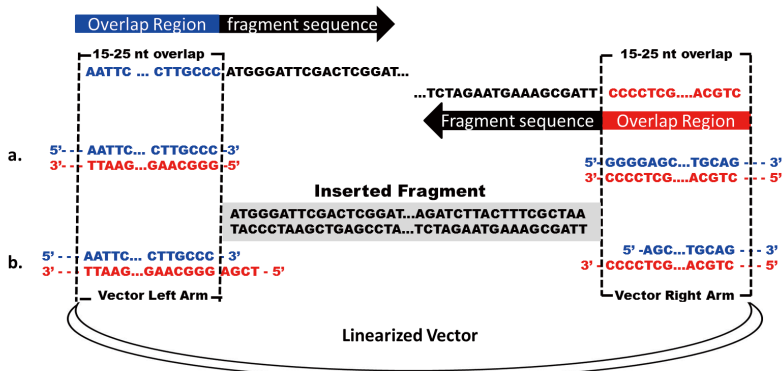 Overlap Region fragment sequence
15-25 nt overlap
15-25 nt overlap
AATTC ... CTTGCCC ATGGGATTCGACTCGGAT...
...TCTAGAATGAAAGCGATT CCCCTCG....ACGTC
Fragment sequence Overlap Region
a.
5'- - - AATTC... CTTGCCC -3'
3'- - - TTAAG...GAACGGG -5'
5'- GGGGAGC...TGCAG- - - 3'
3'- CCCCTCG....ACGTC - - - 5'
Inserted Fragment
ATGGGATTCGACTCGGAT...AGATCTTACTTTCGCTAA
TACCCTAAGCTGAGCCTA...TCTAGAATGAAAGCGATT
b.
5'- - - AATTC... CTTGCCC - 3'
3'- - - TTAAG...GAACGGG AGCT - 5'
5' -AGC...TGCAG- - - 3'
3' - CCCCTCG...ACGTC - - - 5'
Vector Left Arm
Vector Right Arm
Linearized Vector